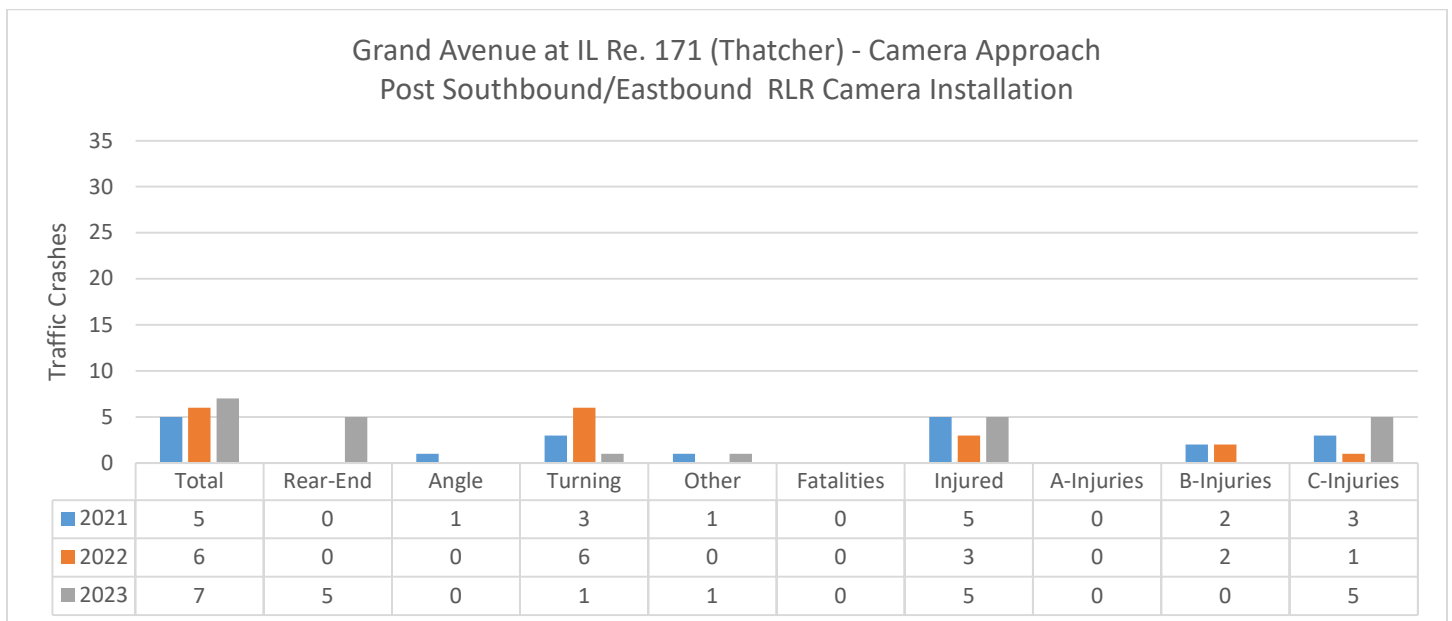 Grand Avenue at IL Re. 171 (Thatcher) - Camera Approach
Post Southbound/Eastbound  RLR Camera Installation
Traffic Crashes
35
30
25
20
15
10
5
0
Total Rear-End Angle Turning Other Fatalities Injured A-Injuries B-Injuries C-Injuries
2021 5 0 1 3 1 0 5 0 2 3
2022 6 0 0 6 0 0 3 0 2 1
2023 7 5 0 1 1 0 5 0 0 5